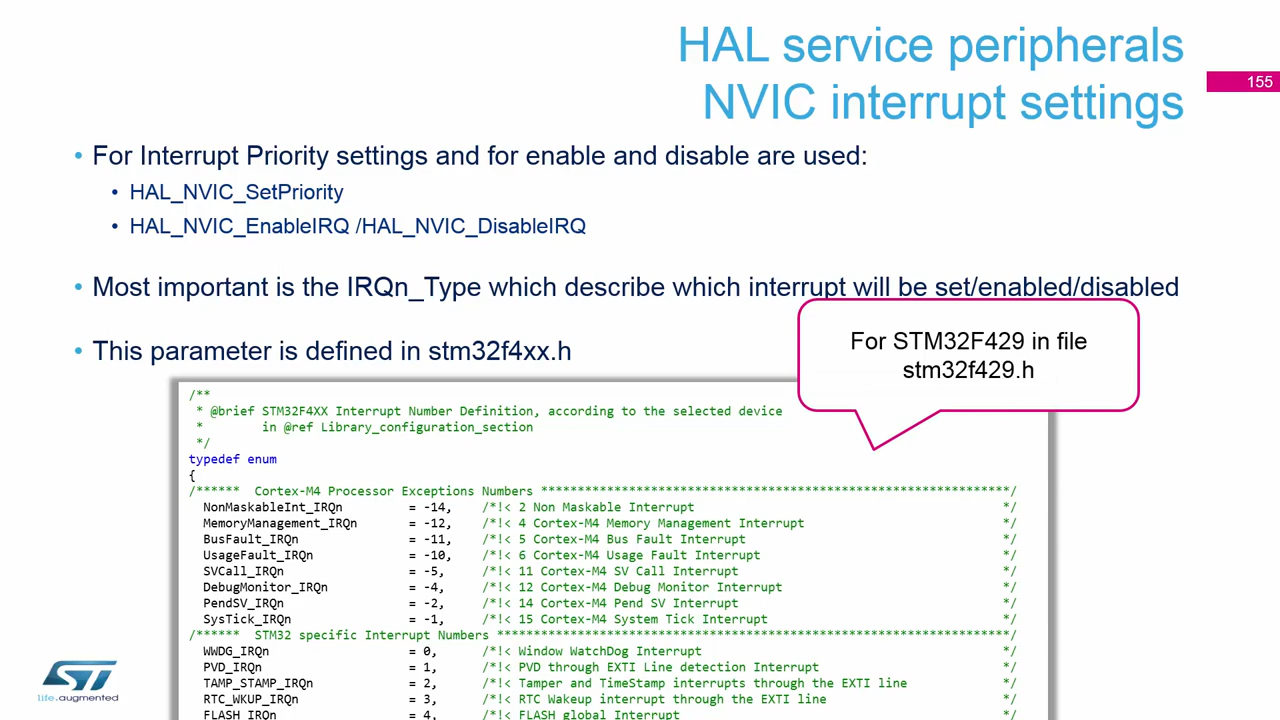 HAL service peripherals
NVIC interrupt settings
155
• For Interrupt Priority settings and for enable and disable are used:
• HAL_NVIC_SetPriority
• HAL_NVIC_EnableIRQ /HAL_NVIC_DisableIRQ
• Most important is the IRQn_Type which describe which interrupt will be set/enabled/disabled
• This parameter is defined in stm32f4xx.h
For STM32F429 in file
stm32f429.h
/**
* @brief STM32F4XX Interrupt Number Definition, according to the selected device
* in @ref Library_configuration_section
*/
typedef enum
{
/****** Cortex-M4 Processor Exceptions Numbers ****************************************************************/
NonMaskableInt_IRQn = -14, /*!< 2 Non Maskable Interrupt */
MemoryManagement_IRQn = -12, /*!< 4 Cortex-M4 Memory Management Interrupt */
BusFault_IRQn = -11, /*!< 5 Cortex-M4 Bus Fault Interrupt */
UsageFault_IRQn = -10, /*!< 6 Cortex-M4 Usage Fault Interrupt */
SVCall_IRQn = -5, /*!< 11 Cortex-M4 SV Call Interrupt */
DebugMonitor_IRQn = -4, /*!< 12 Cortex-M4 Debug Monitor Interrupt */
PendSV_IRQn = -2, /*!< 14 Cortex-M4 Pend SV Interrupt */
SysTick_IRQn = -1, /*!< 15 Cortex-M4 System Tick Interrupt */
/****** STM32 specific Interrupt Numbers **********************************************************************/
WWDG_IRQn = 0, /*!< Window WatchDog Interrupt */
PVD_IRQn = 1, /*!< PVD through EXTI Line detection Interrupt */
TAMP_STAMP_IRQn = 2, /*!< Tamper and TimeStamp interrupts through the EXTI line */
RTC_WKUP_IRQn = 3, /*!< RTC Wakeup interrupt through the EXTI line */
FLASH_IRQn = 4, /*!< FLASH global Interrupt */
ST
life.augmented